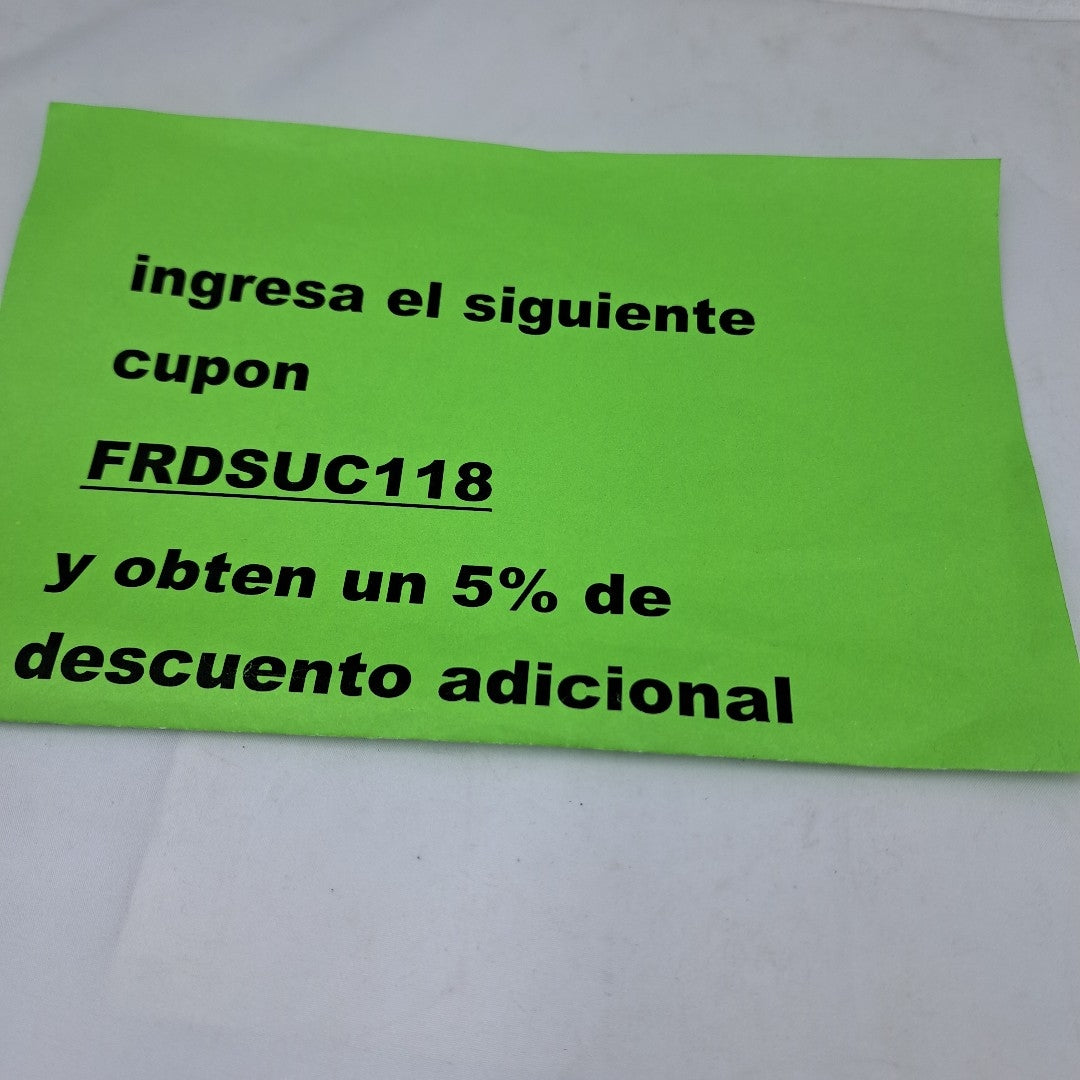 ingresa el siguiente
cupon
FRDSUC118
y obten un 5% de
descuento adicional